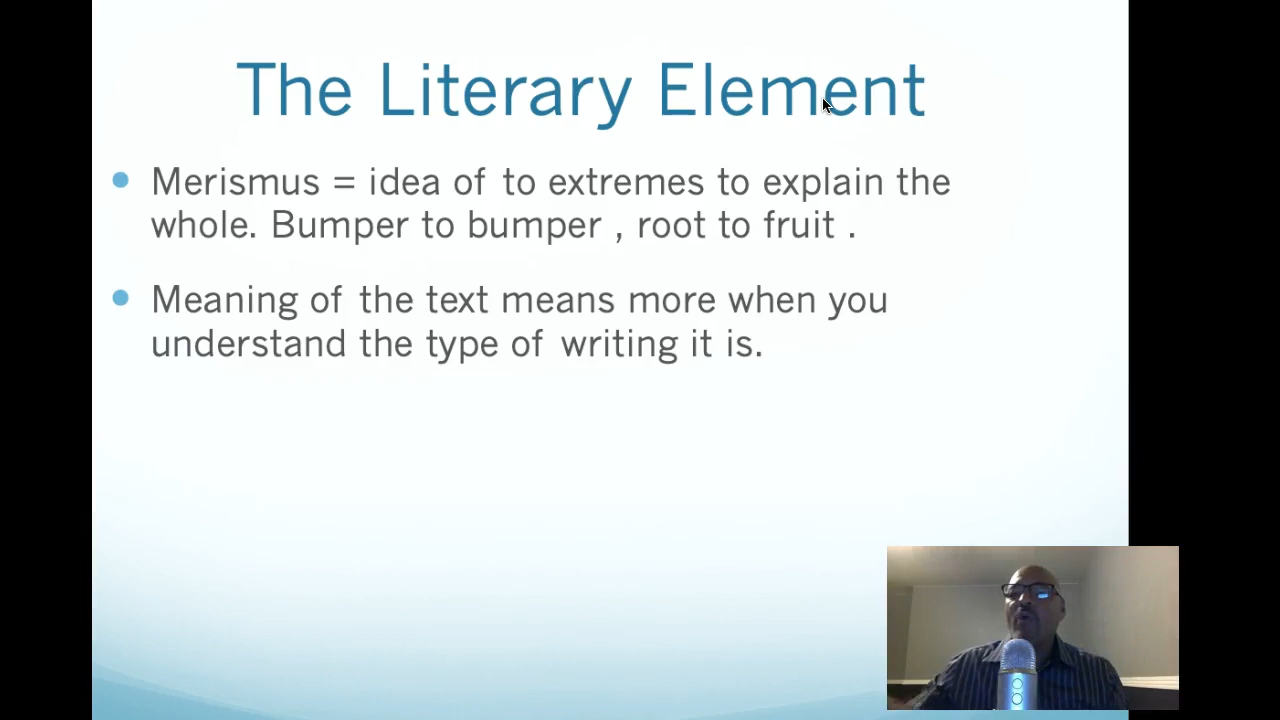 The Literary Element
Merismus = idea of to extremes to explain the
whole. Bumper to bumper , root to fruit .
Meaning of the text means more when you
understand the type of writing it is.